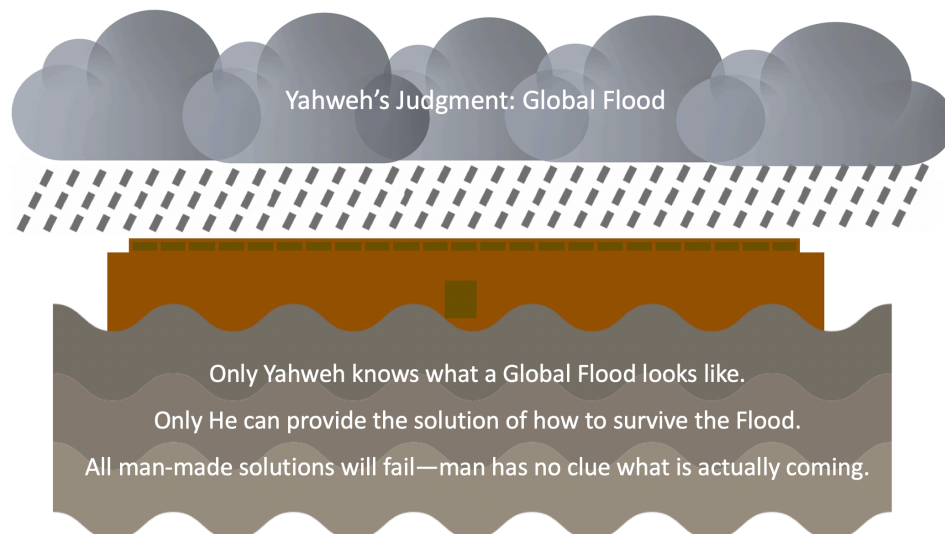 Yahweh’s Judgment: Global Flood
Only Yahweh knows what a Global Flood looks like.
Only He can provide the solution of how to survive the Flood.
All man-made solutions will fail—man has no clue what is actually coming.